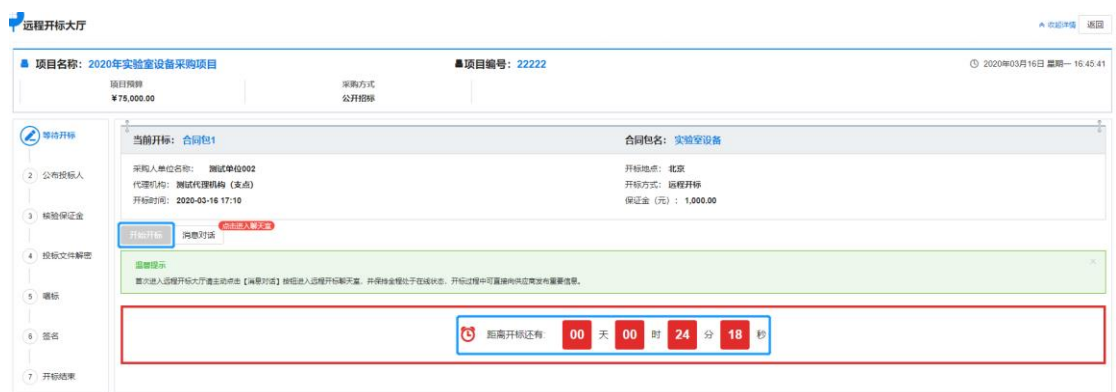 远程开标大厅
收起详情 返回
项目名称: 2020年实验室设备采购项目 项目编号: 22222 2020年03月16日 星期一 16:45:41
项目预算 采购方式
¥75,000.00 公开招标
等待开标
2 公布投标人
3 核验保证金
4 投标文件解密
5 唱标
6 签名
7 开标结束
当前开标: 合同包1 合同包名: 实验室设备
采购人单位名称: 测试单位002 开标地点: 北京
代理机构: 测试代理机构（支点） 开标方式: 远程开标
开标时间: 2020-03-16 17:10 保证金（元）: 1,000.00
开始开标 消息对话 点击进入聊天室
温馨提示
首次进入远程开标大厅请主动点击【消息对话】按钮进入远程开标聊天室，并保持全程处于在线状态，开标过程中可直接向供应商发布重要信息。
距离开标还有: 00 天 00 时 24 分 18 秒